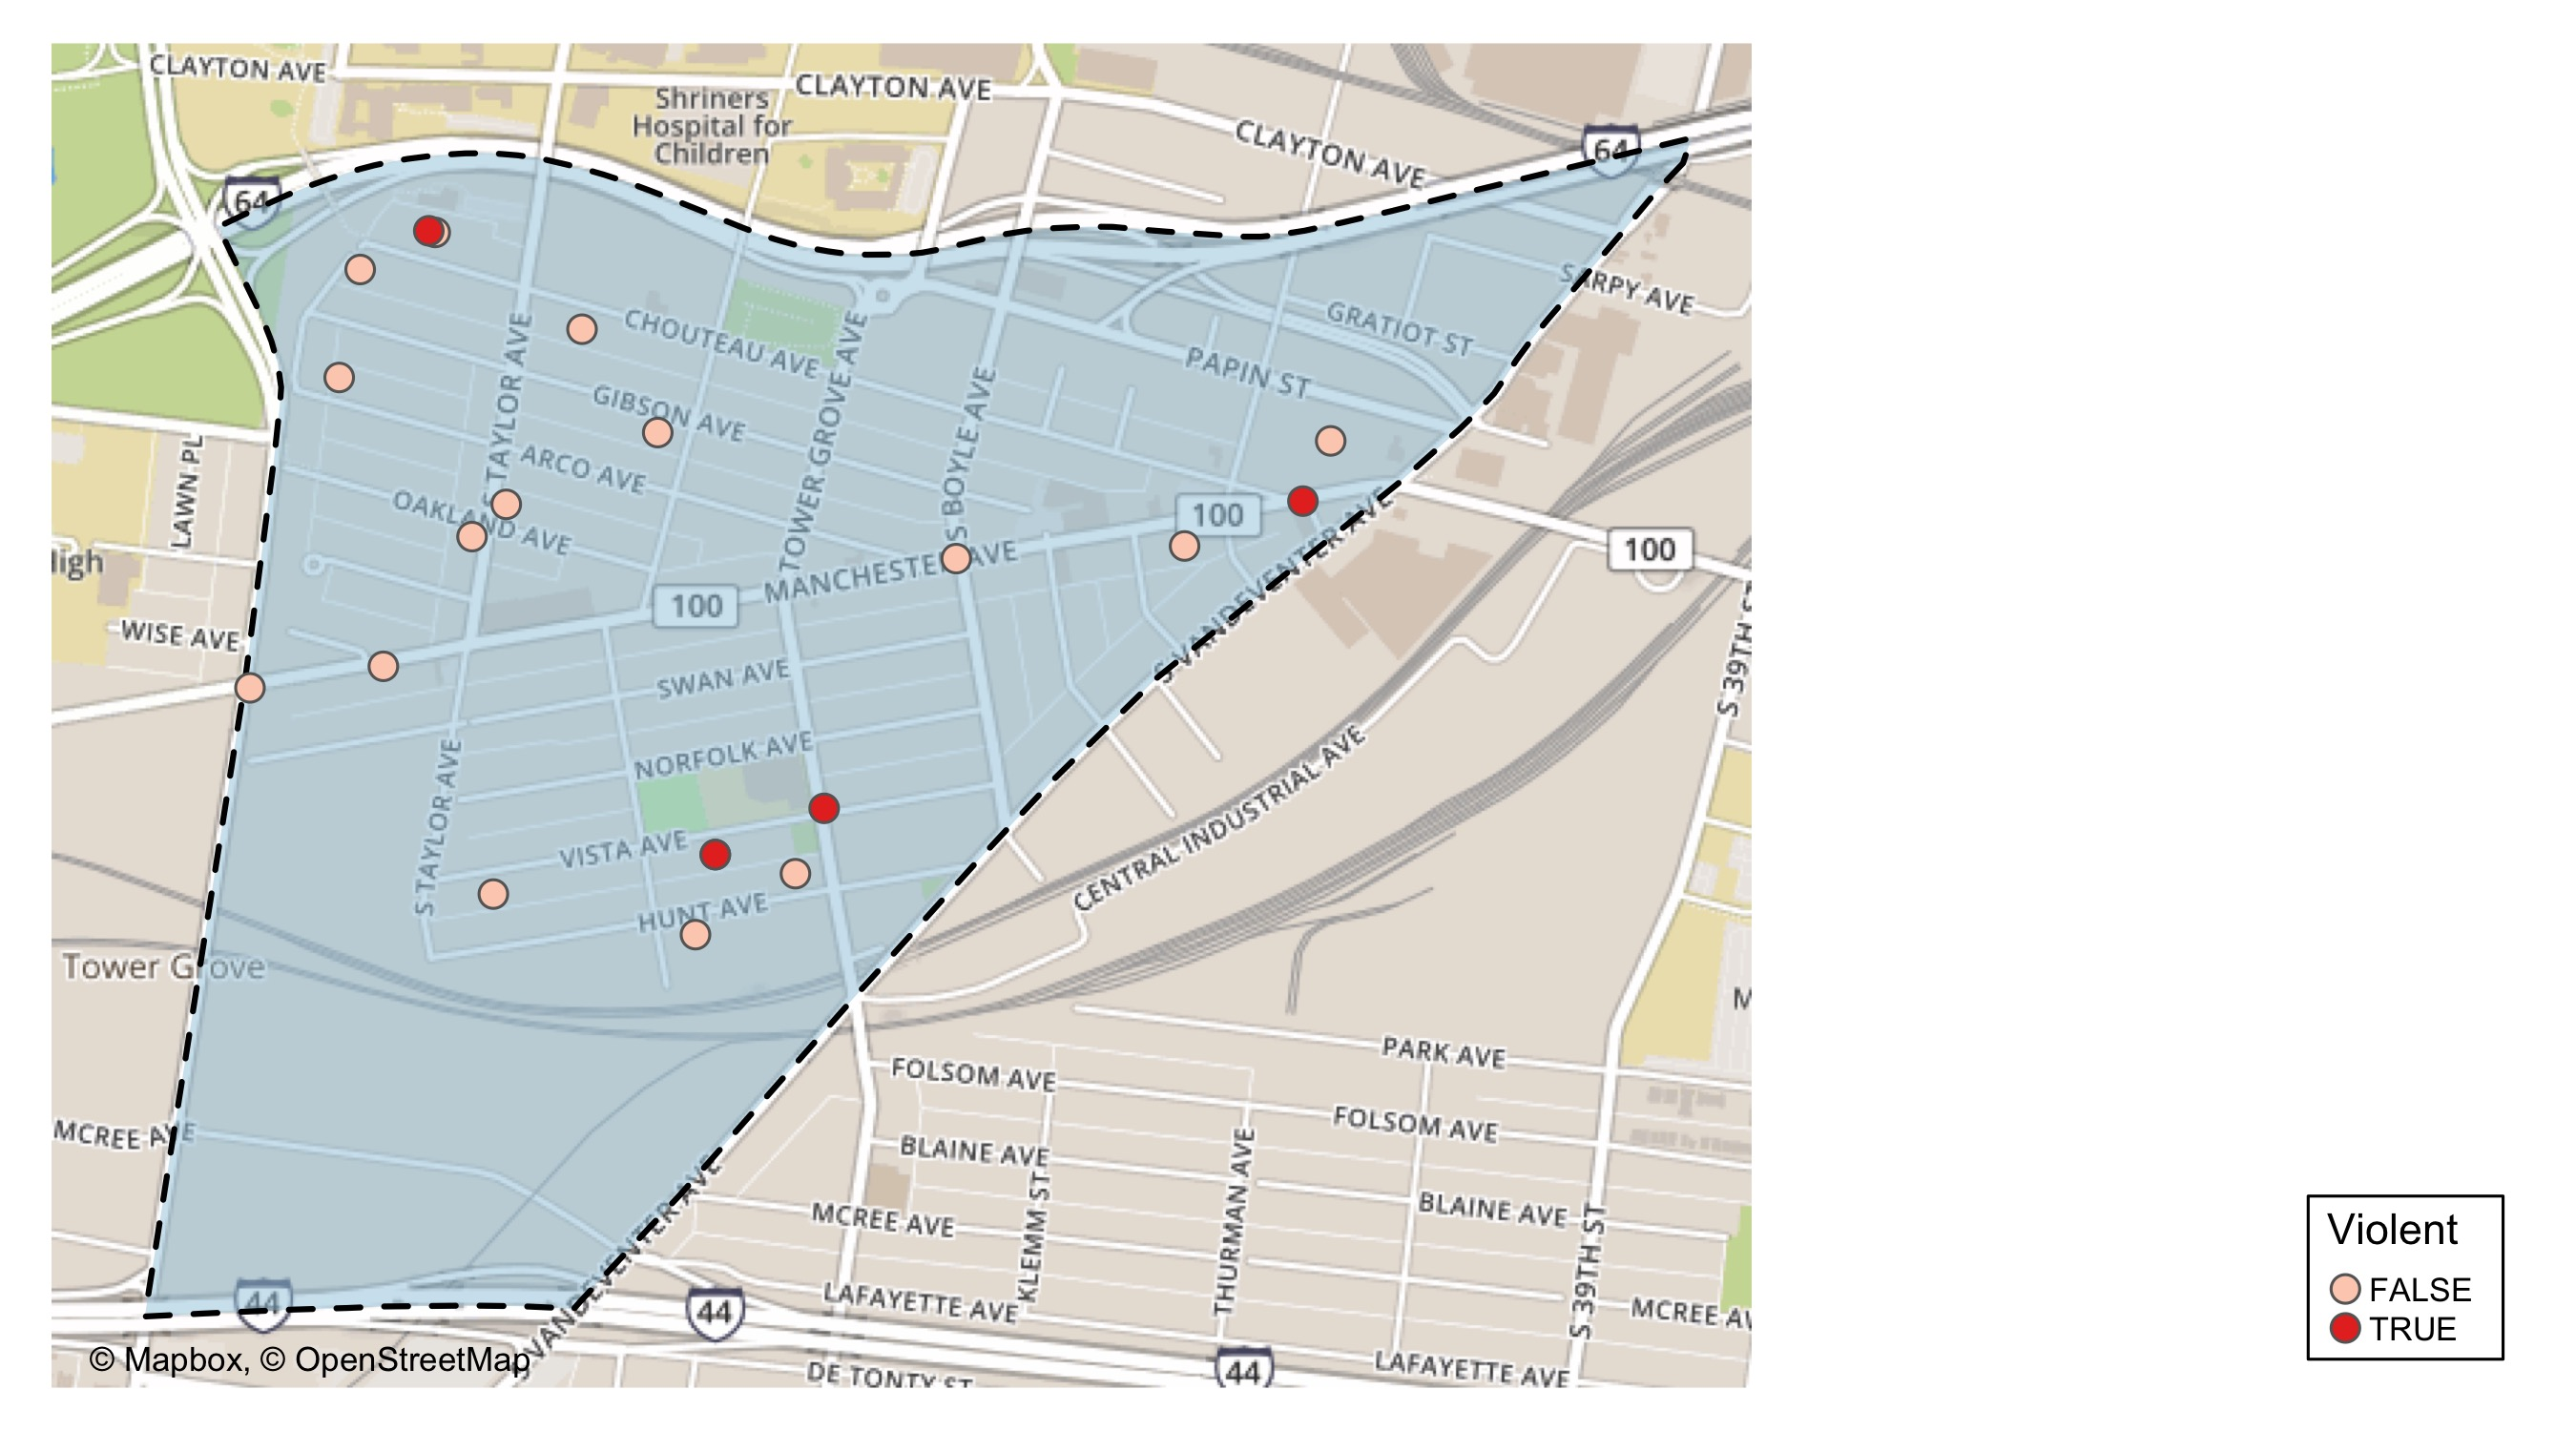 CLAYTON AVE
CLAYTON AVE
Shriners
Hospital for
Children
CLAYTON AVE
64
64
SARPY AVE
GRATIOT ST
CHOUTEAU AVE
PAPIN ST
S TAYLOR AVE
GIBSON AVE
TOWER GROVE AVE
S BOYLE AVE
ARCO AVE
LAWN PL
OAKLAND AVE
100
100
High
MANCHESTER AVE
S VANDEVENTER AVE
100
WISE AVE
SWAN AVE
S 39TH ST
NORFOLK AVE
CENTRAL INDUSTRIAL AVE
S TAYLOR AVE
VISTA AVE
HUNT AVE
Tower Grove
M
PARK AVE
FOLSOM AVE
FOLSOM AVE
MCREE AVE
BLAINE AVE
THURMAN AVE
KLEMM ST
BLAINE AVE
MCREE AVE
S VANDEVENTER AVE
S 39TH ST
44
44
LAFAYETTE AVE
MCREE AV
44
LAFAYETTE AVE
DE TONTY ST
© Mapbox, © OpenStreetMap
Violent
FALSE
TRUE